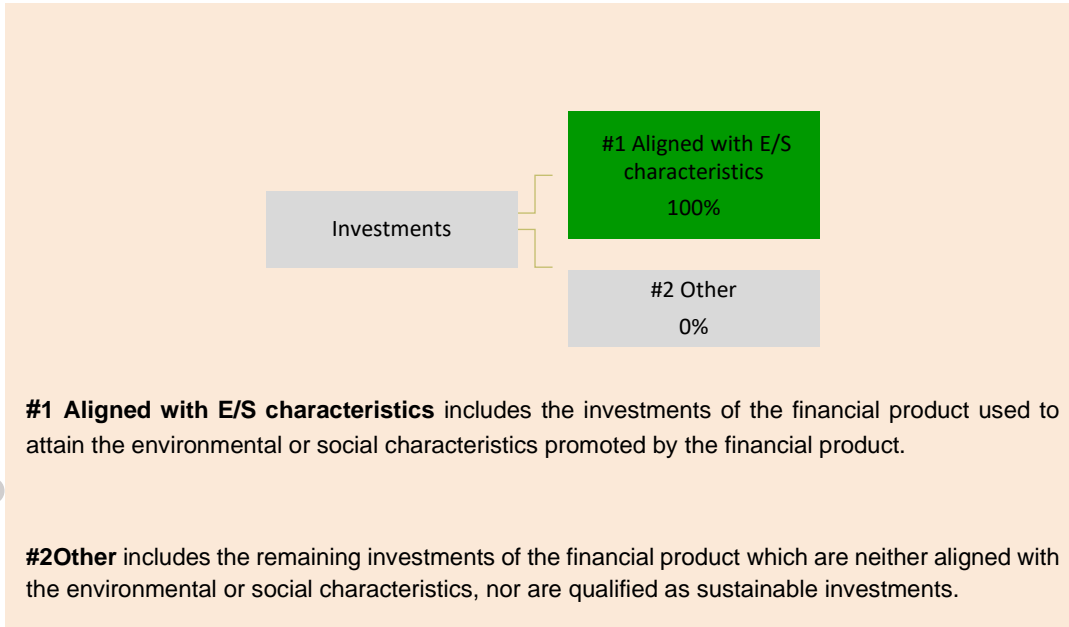 #1 Aligned with E/S
characteristics
100%
Investments
#2 Other
0%
#1 Aligned with E/S characteristics includes the investments of the financial product used to
attain the environmental or social characteristics promoted by the financial product.
#2Other includes the remaining investments of the financial product which are neither aligned with
the environmental or social characteristics, nor are qualified as sustainable investments.